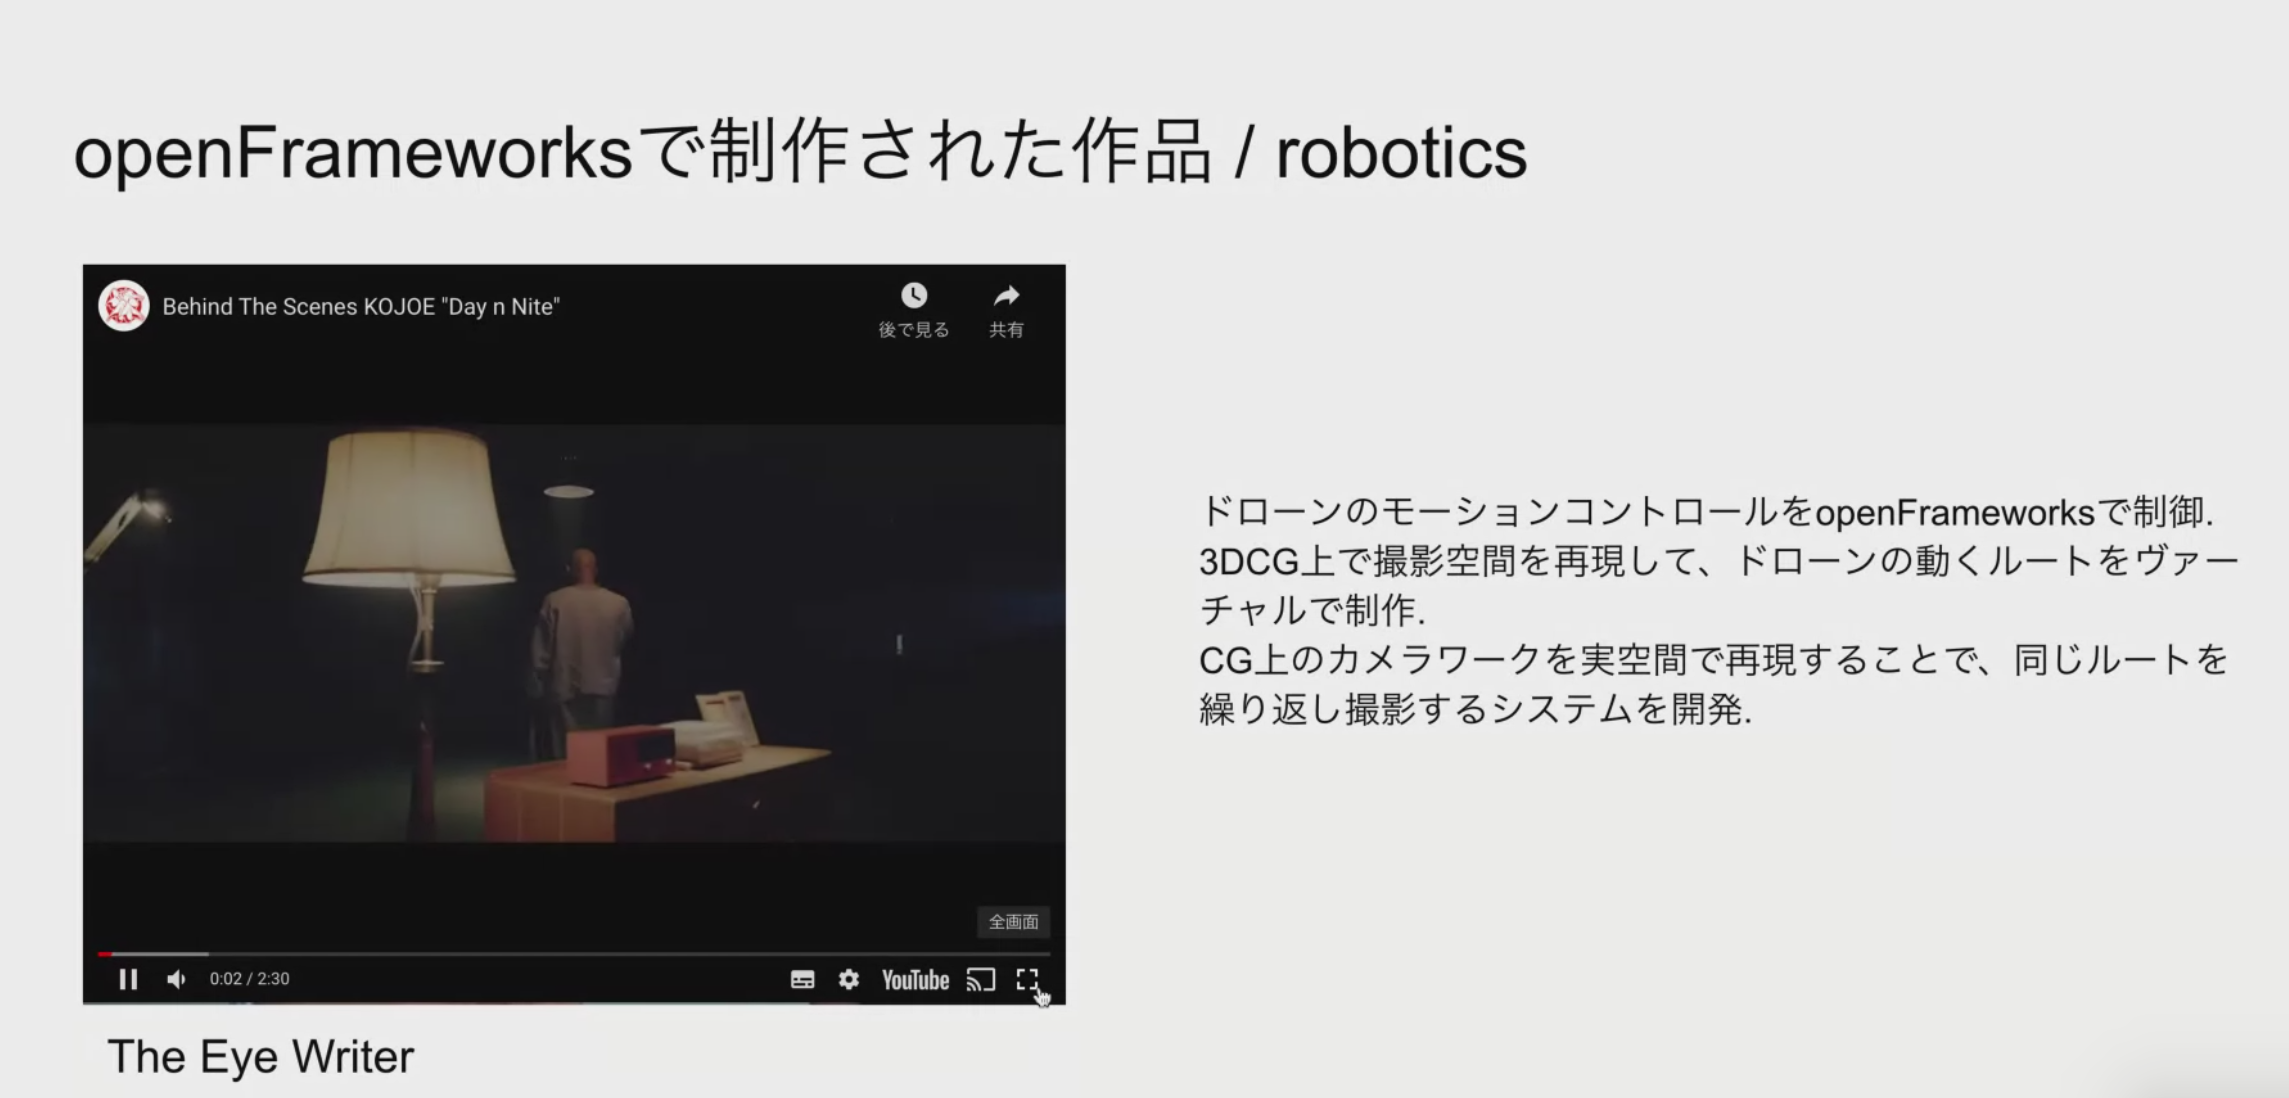 openFrameworksで制作された作品 / robotics
Behind The Scenes KOJOE "Day n Nite"
後で見る
共有
ドローンのモーションコントロールをopenFrameworksで制御.
3DCG上で撮影空間を再現して、ドローンの動くルートをヴァー
チャルで制作.
CG上のカメラワークを実空間で再現することで、同じルートを
繰り返し撮影するシステムを開発.
全画面
0:02 / 2:30
YouTube
The Eye Writer